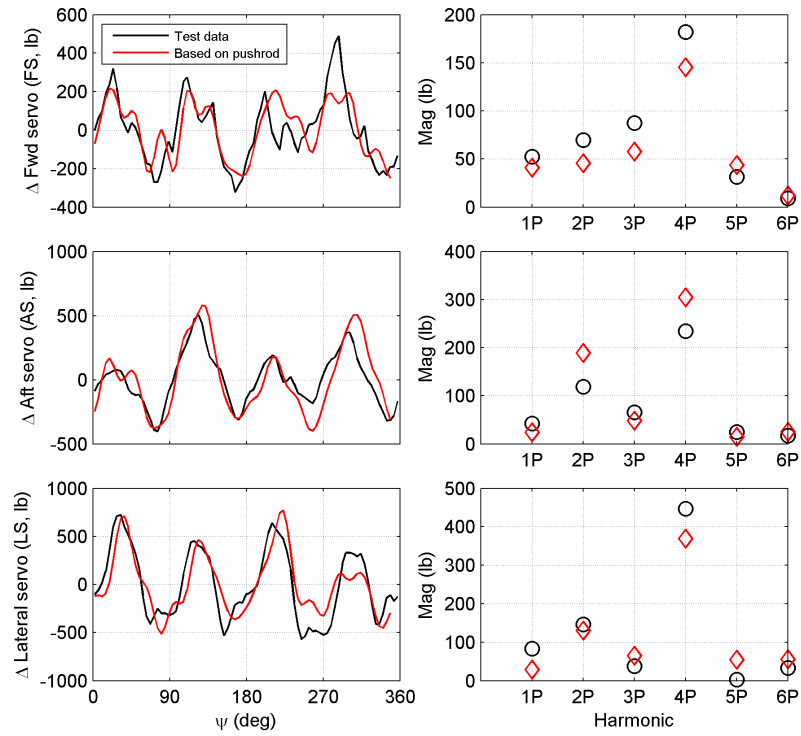 Δ Fwd servo (FS, lb)
600
400
200
0
-200
-400
Test data
Based on pushrod
Mag (lb)
200
150
100
50
0
1P 2P 3P 4P 5P 6P
Δ Aft servo (AS, lb)
1000
500
0
-500
Mag (lb)
400
300
200
100
0
1P 2P 3P 4P 5P 6P
Δ Lateral servo (LS, lb)
1000
500
0
-500
-1000
0 90 180 270 360
ψ (deg)
Mag (lb)
500
400
300
200
100
0
1P 2P 3P 4P 5P 6P
Harmonic